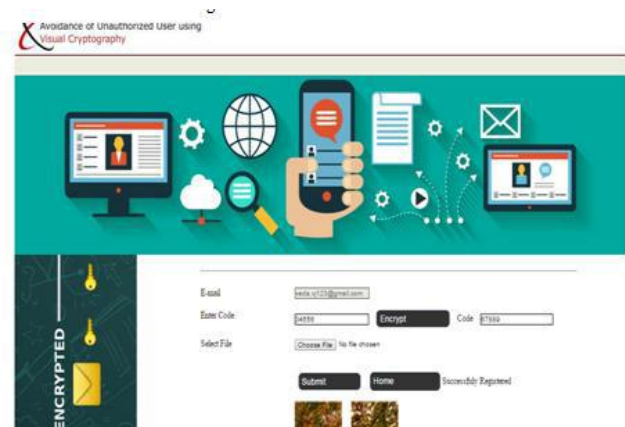 Avoidance of Unauthorized User using
Visual Cryptography
E-mail
Enter Code Encrypt Code
Select File Choose File No file chosen
Submit Home Successfully Registered
ENCRYPTED